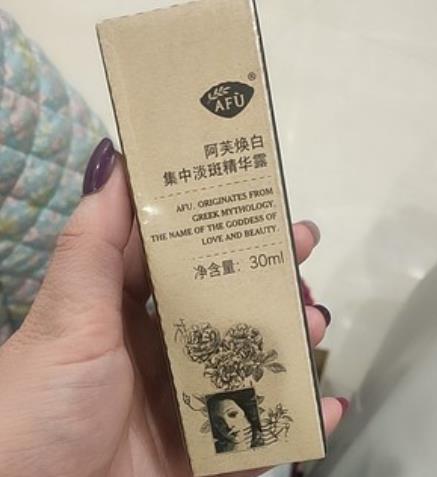 AFÙ®
阿芙焕白
集中淡斑精华露
AFU. ORIGINATES FROM
GREEK MYTHOLOGY.
THE NAME OF THE GODDESS OF
LOVE AND BEAUTY.
净含量：30ml